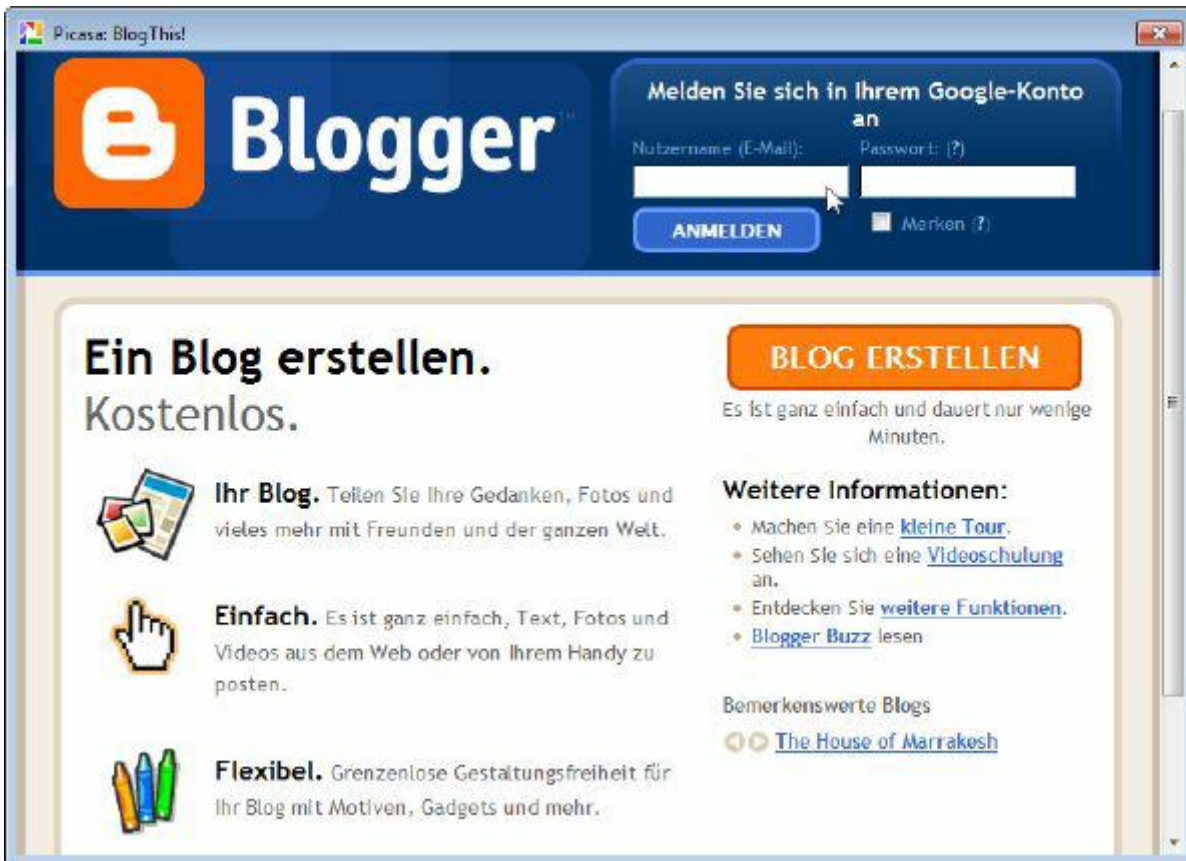 Picasa: BlogThis!
Blogger™
Melden Sie sich in Ihrem Google-Konto
an
Nutzername (E-Mail):
Passwort: (?)
ANMELDEN
Merken (?)
Ein Blog erstellen.
Kostenlos.
Ihr Blog. Teilen Sie Ihre Gedanken, Fotos und
vieles mehr mit Freunden und der ganzen Welt.
Einfach. Es ist ganz einfach, Text, Fotos und
Videos aus dem Web oder von Ihrem Handy zu
posten.
Flexibel. Grenzenlose Gestaltungsfreiheit für
Ihr Blog mit Motiven, Gadgets und mehr.
BLOG ERSTELLEN
Es ist ganz einfach und dauert nur wenige
Minuten.
Weitere Informationen:
Machen Sie eine kleine Tour.
Sehen Sie sich eine Videoschulung
an.
Entdecken Sie weitere Funktionen.
Blogger Buzz lesen
Bemerkenswerte Blogs
The House of Marrakesh